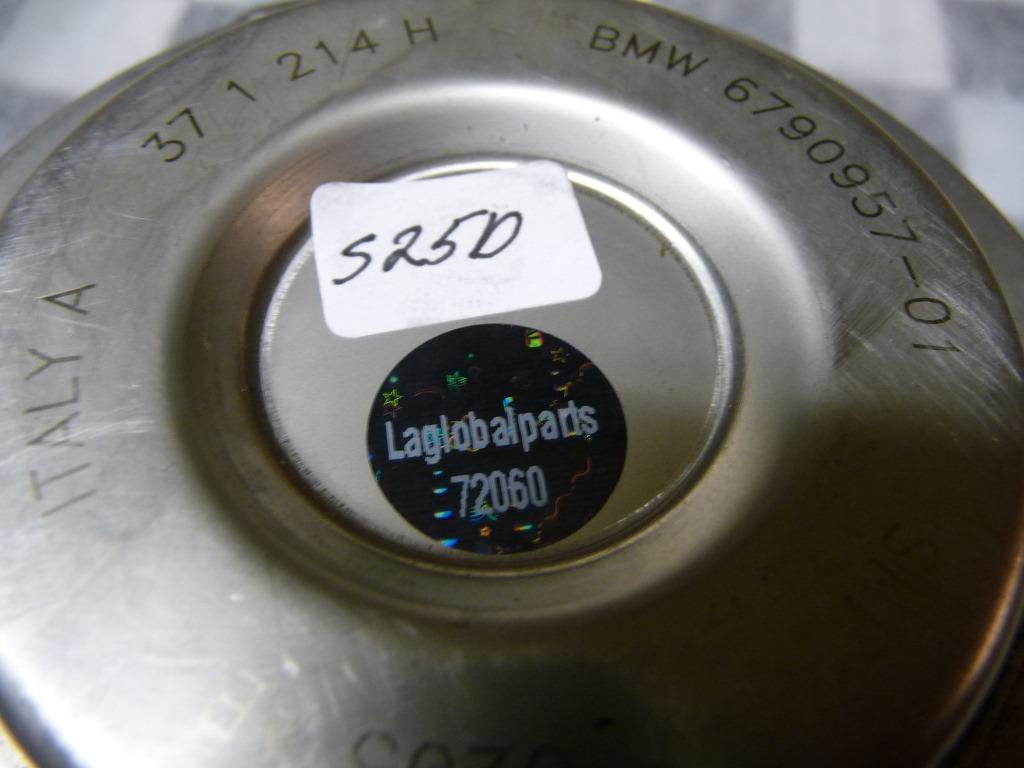 ITALY A
37 1 214 H
BMW 6790957-01
S25D
Laglobalparts
72060